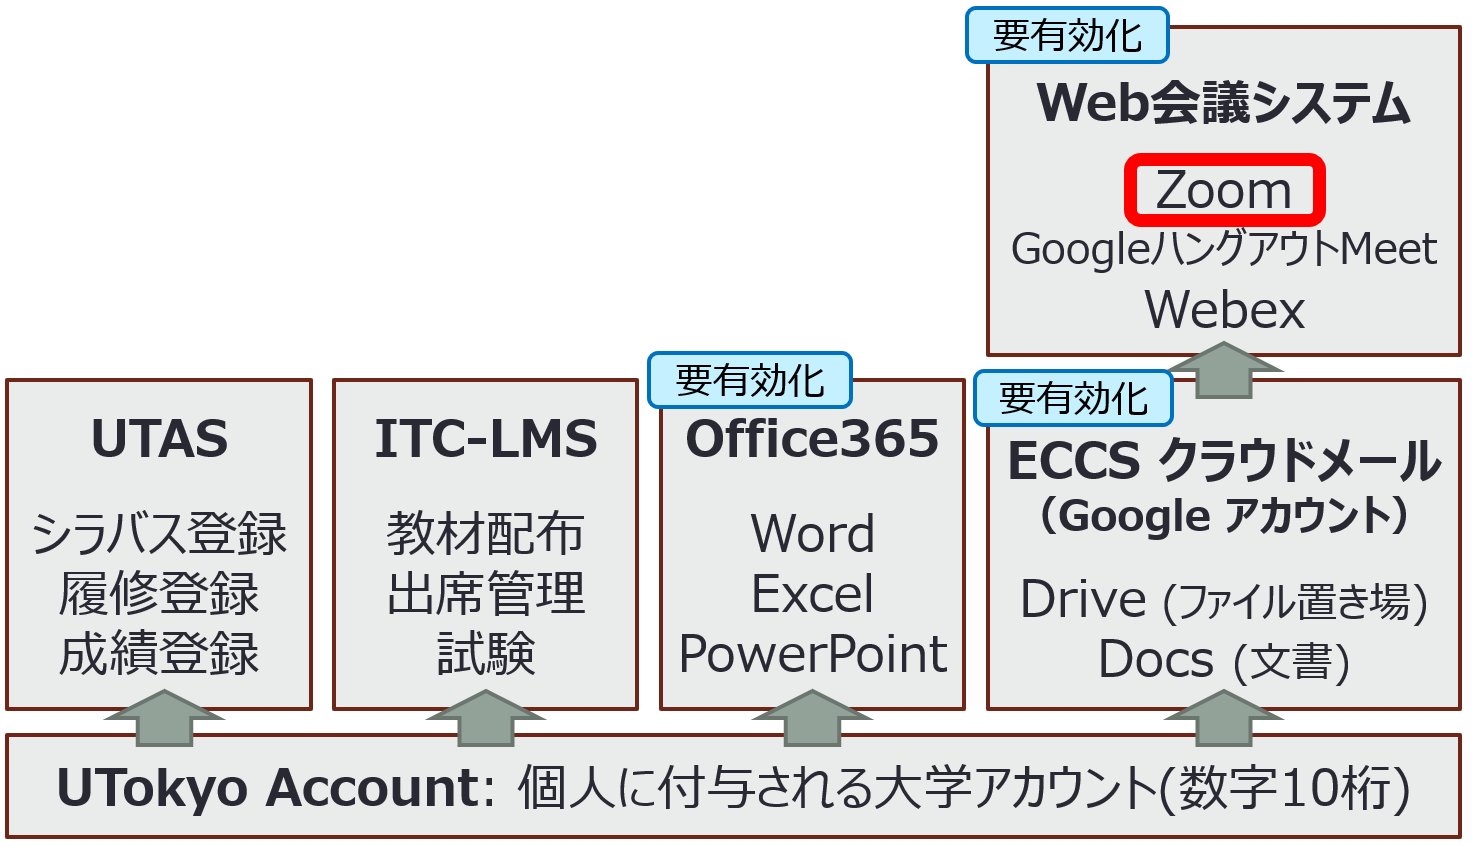 要有効化
Web会議システム
Zoom
GoogleハングアウトMeet
Webex
UTAS
シラバス登録
履修登録
成績登録
ITC-LMS
教材配布
出席管理
試験
要有効化
Office365
Word
Excel
PowerPoint
要有効化
ECCS クラウドメール
（Google アカウント）
Drive (ファイル置き場)
Docs (文書)
UTokyo Account: 個人に付与される大学アカウント(数字10桁)